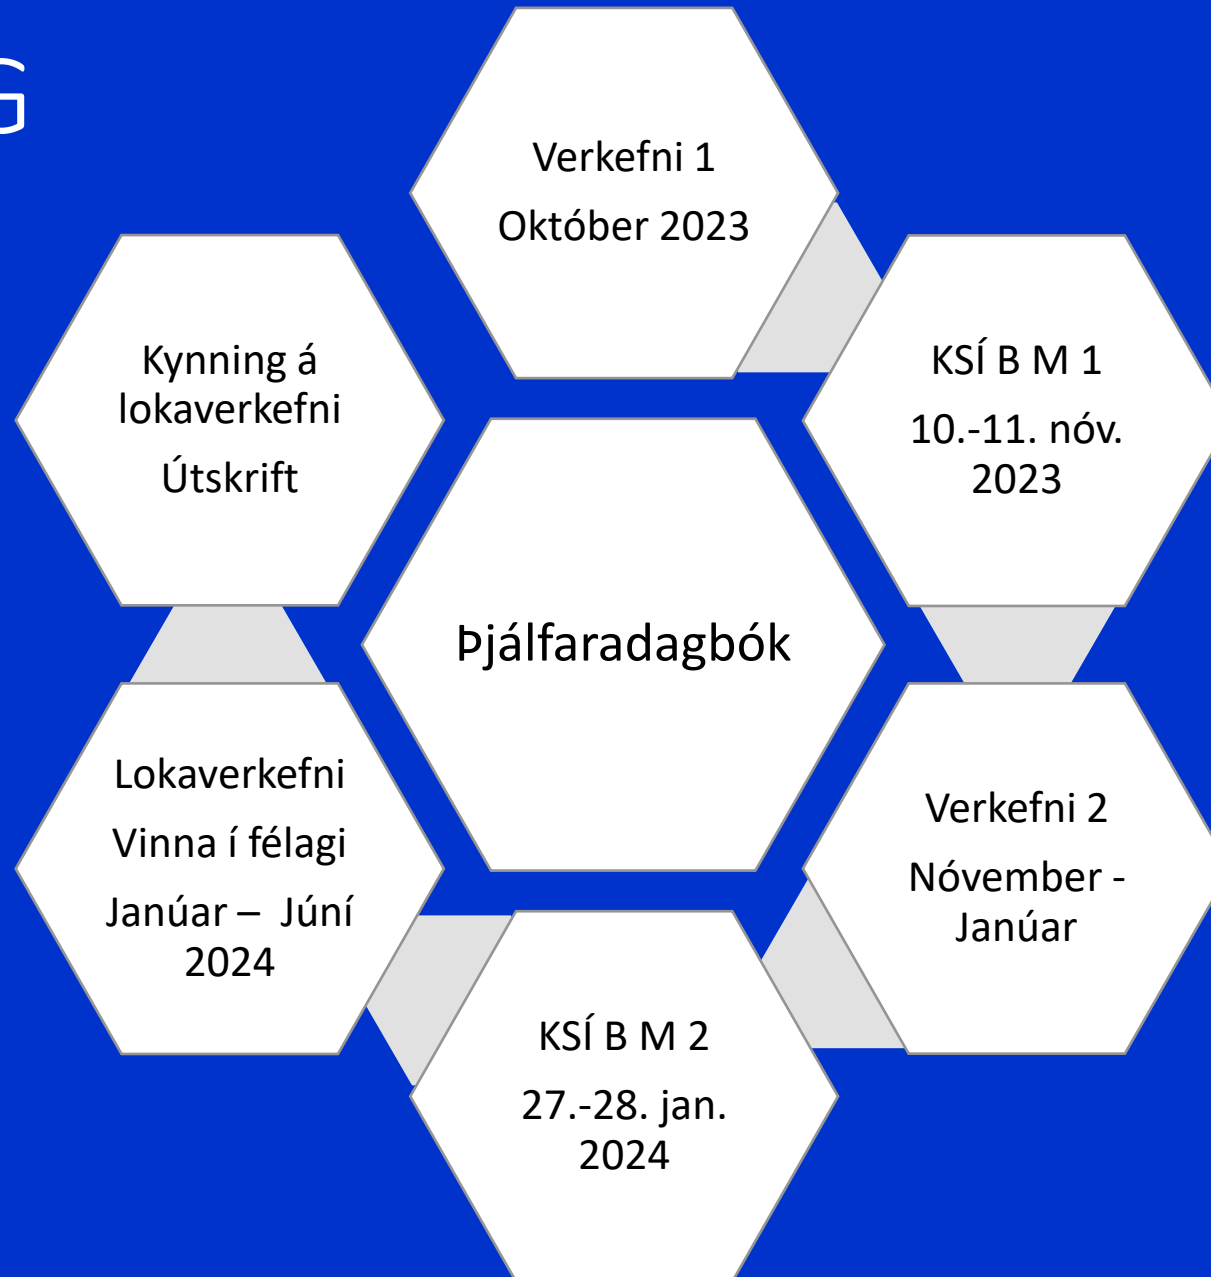 G
Verkefni 1
Október 2023
KSÍ B M 1
10.-11. nóv.
2023
Verkefni 2
Nóvember -
Janúar
KSÍ B M 2
27.-28. jan.
2024
Lokaverkefni
Vinna í félagi
Janúar – Júní
2024
Kynning á
lokaverkefni
Útskrift
Þjálfaradagbók